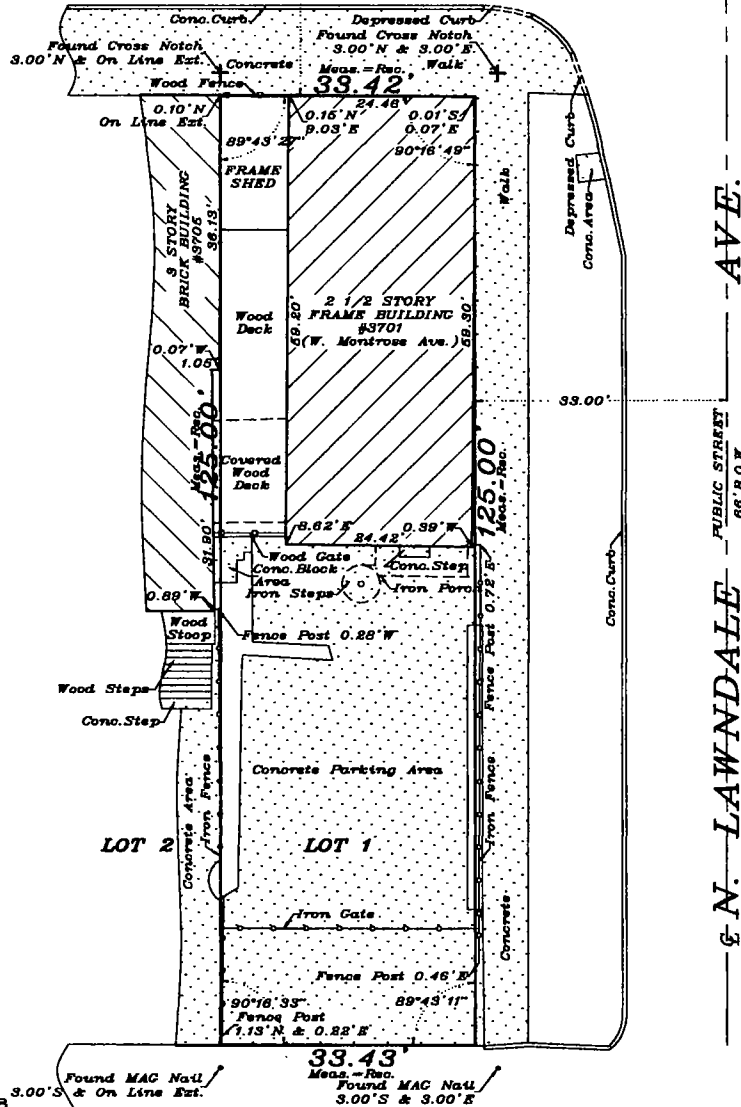 Conc.Curb
Depressed Curb
Found Cross Notch
3.00'N & On Line Ext.
Found Cross Notch
3.00'N & 3.00'E
Concrete
Meas.=Rec.
Walk
Wood Fence
33.42'
24.46'
0.10'N
On Line Ext.
0.15'N
9.03'E
0.01'S
0.07'E
89°43'27"
90°16'49"
FRAME
SHED
Walk
Depressed Curb
Conc.Area
3 STORY
BRICK BUILDING
#3705
36.13'
Wood
Deck
59.20'
2 1/2 STORY
FRAME BUILDING
#3701
(W. Montrose Ave.)
59.30'
0.07'W
1.05'
33.00'
Meas.=Rec.
125.00'
Covered
Wood
Deck
125.00'
Meas.=Rec.
31.90'
8.62'E
0.39'W
24.42'
Wood Gate
Conc.Block
Area
Iron Steps
Conc.Step
Iron Porc.
0.89'W
Fence Post 0.72'E
Wood
Stoop
Fence Post 0.28'W
Wood Steps
Conc.Step
Conc.Curb
Concrete Parking Area
Concrete Area
Iron Fence
Iron Fence
LOT 2
LOT 1
Iron Gate
Concrete
Fence Post 0.46'E
90°16'33"
89°43'11"
Fence Post
1.13'N & 0.22'E
33.43'
Meas.=Rec.
Found MAG Nail
3.00'S & On Line Ext.
Found MAG Nail
3.00'S & 3.00'E
N. LAWNDALE AVE.
PUBLIC STREET
66' R.O.W.